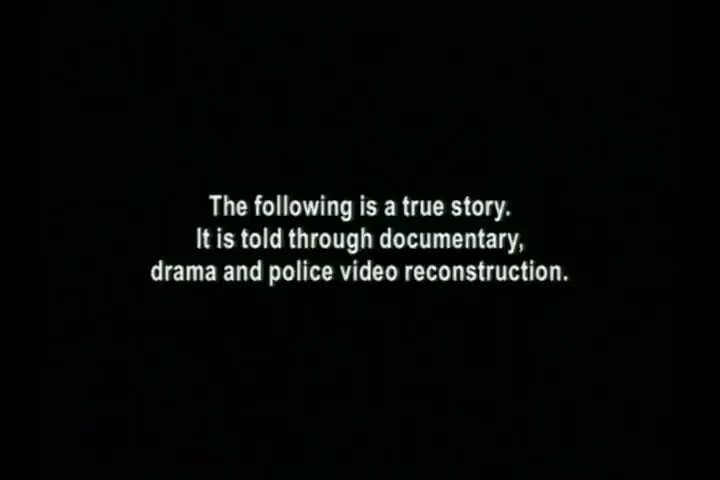 The following is a true story.
It is told through documentary,
drama and police video reconstruction.